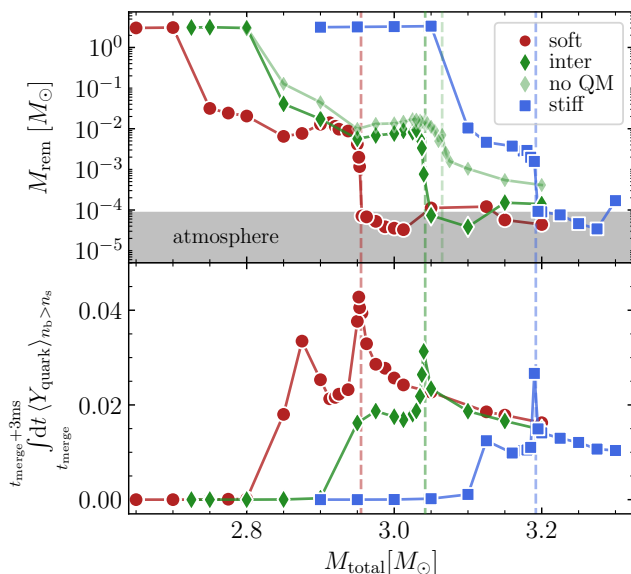 10⁰
10⁻¹
10⁻²
10⁻³
10⁻⁴
10⁻⁵
M_rem [M_⊙]
soft
inter
no QM
stiff
atmosphere
0.04
0.02
0.00
t_merge+3ms
∫dt ⟨Y_quark⟩_{n_b>n_s}
t_merge
2.8
3.0
3.2
M_total[M_⊙]